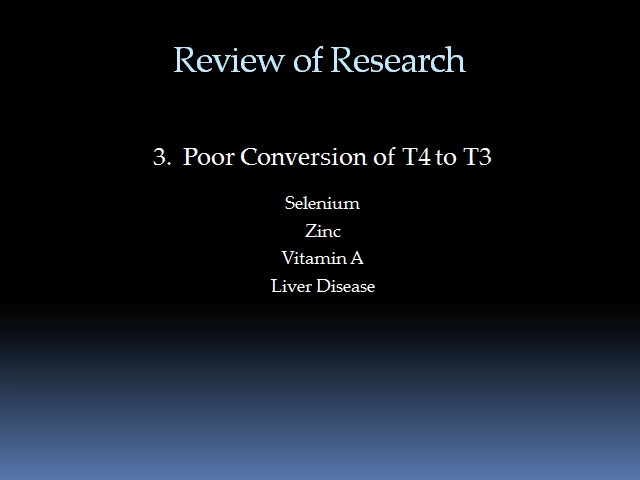 Review of Research
3. Poor Conversion of T4 to T3
Selenium
Zinc
Vitamin A
Liver Disease